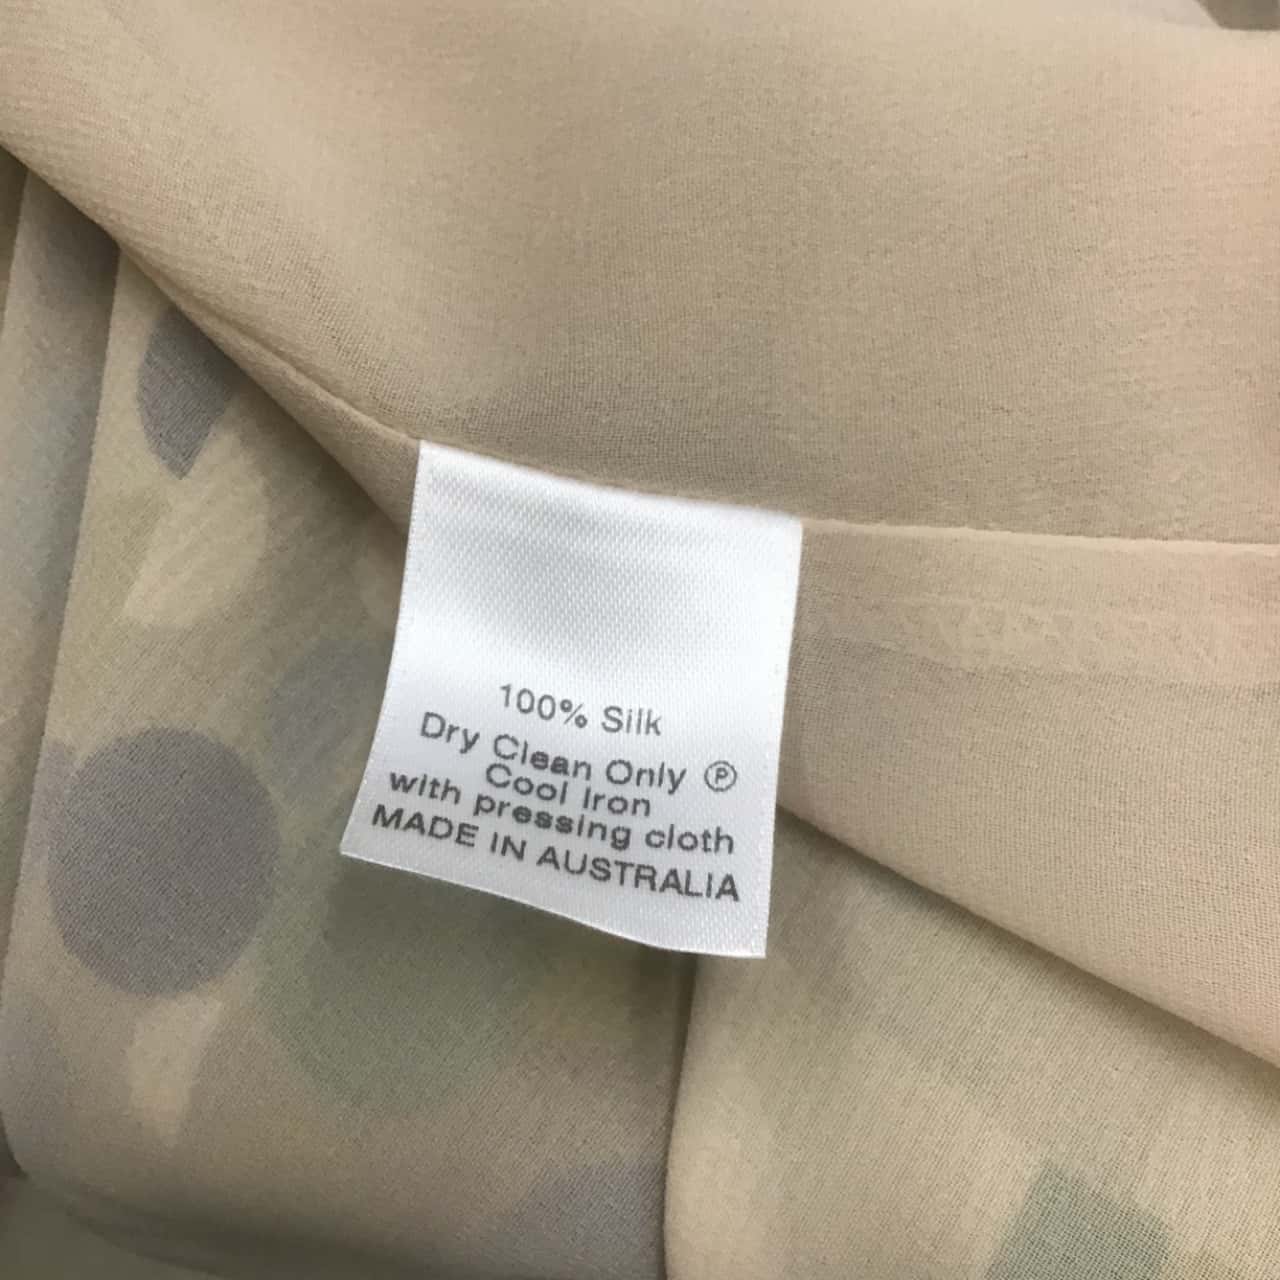 100% Silk
Dry Clean Only Ⓟ
Cool Iron
with pressing cloth
MADE IN AUSTRALIA